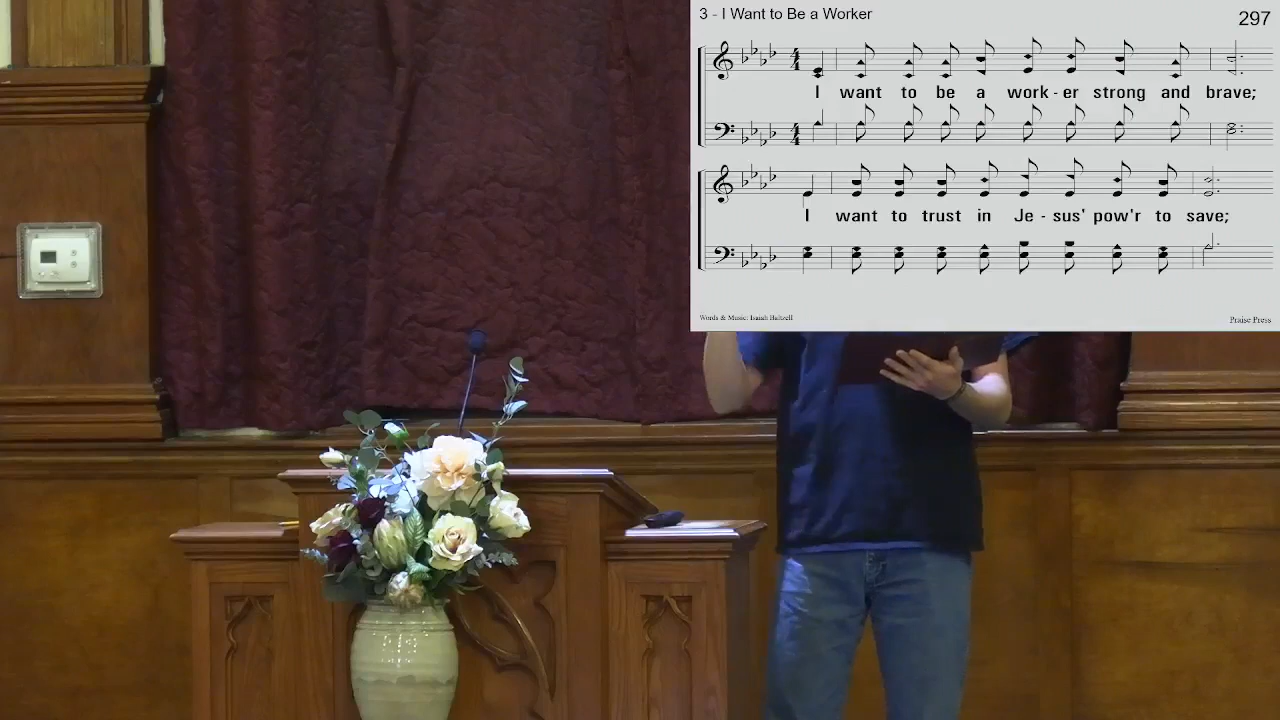 3 - I Want to Be a Worker
297
I want to be a work - er strong and brave;
I want to trust in Je - sus' pow'r to save;
Words & Music: Isaiah Baltzell
Praise Press